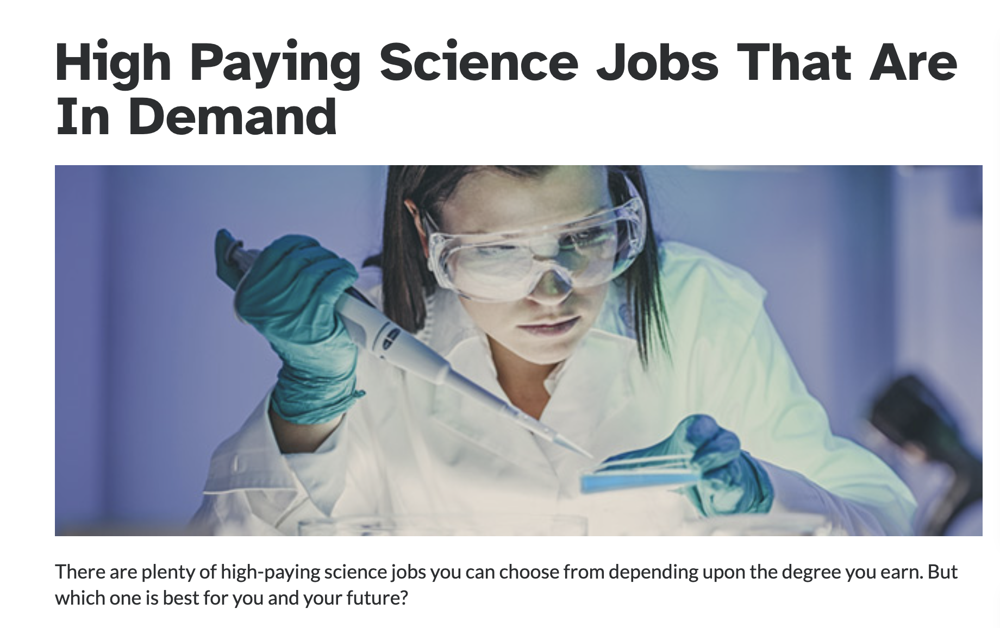 High Paying Science Jobs That Are
In Demand
There are plenty of high-paying science jobs you can choose from depending upon the degree you earn. But
which one is best for you and your future?